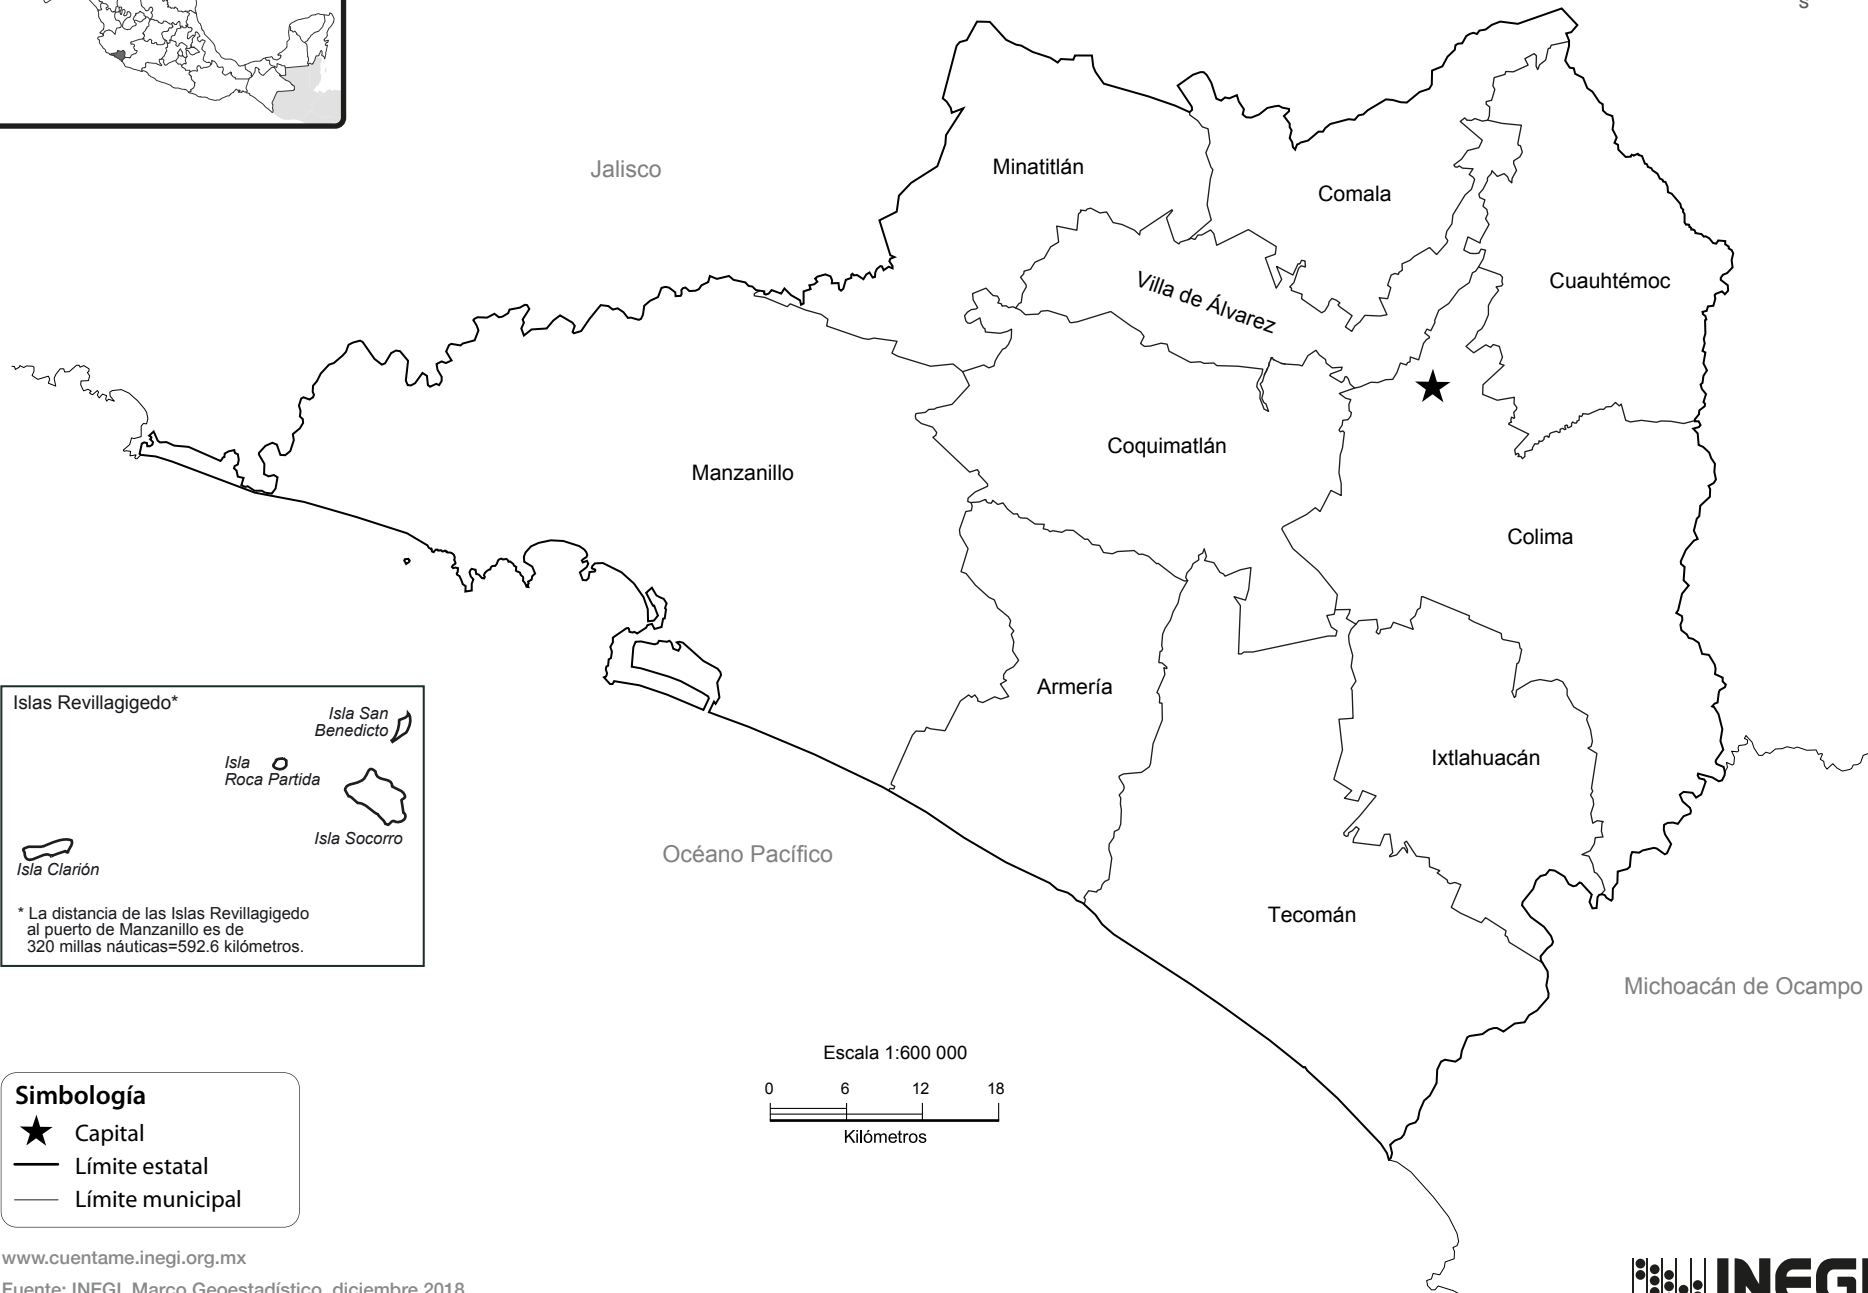 s
Jalisco
Minatitlán
Comala
Cuauhtémoc
Villa de Álvarez
Coquimatlán
Manzanillo
Colima
Armería
Ixtlahuacán
Tecomán
Océano Pacífico
Michoacán de Ocampo
Islas Revillagigedo*
Isla San
Benedicto
Isla
Roca Partida
Isla Socorro
Isla Clarión
* La distancia de las Islas Revillagigedo
al puerto de Manzanillo es de
320 millas náuticas=592.6 kilómetros.
Escala 1:600 000
0 6 12 18
Kilómetros
Simbología
Capital
Límite estatal
Límite municipal
www.cuentame.inegi.org.mx
Fuente: INEGI. Marco Geoestadístico, diciembre 2018
INEGI